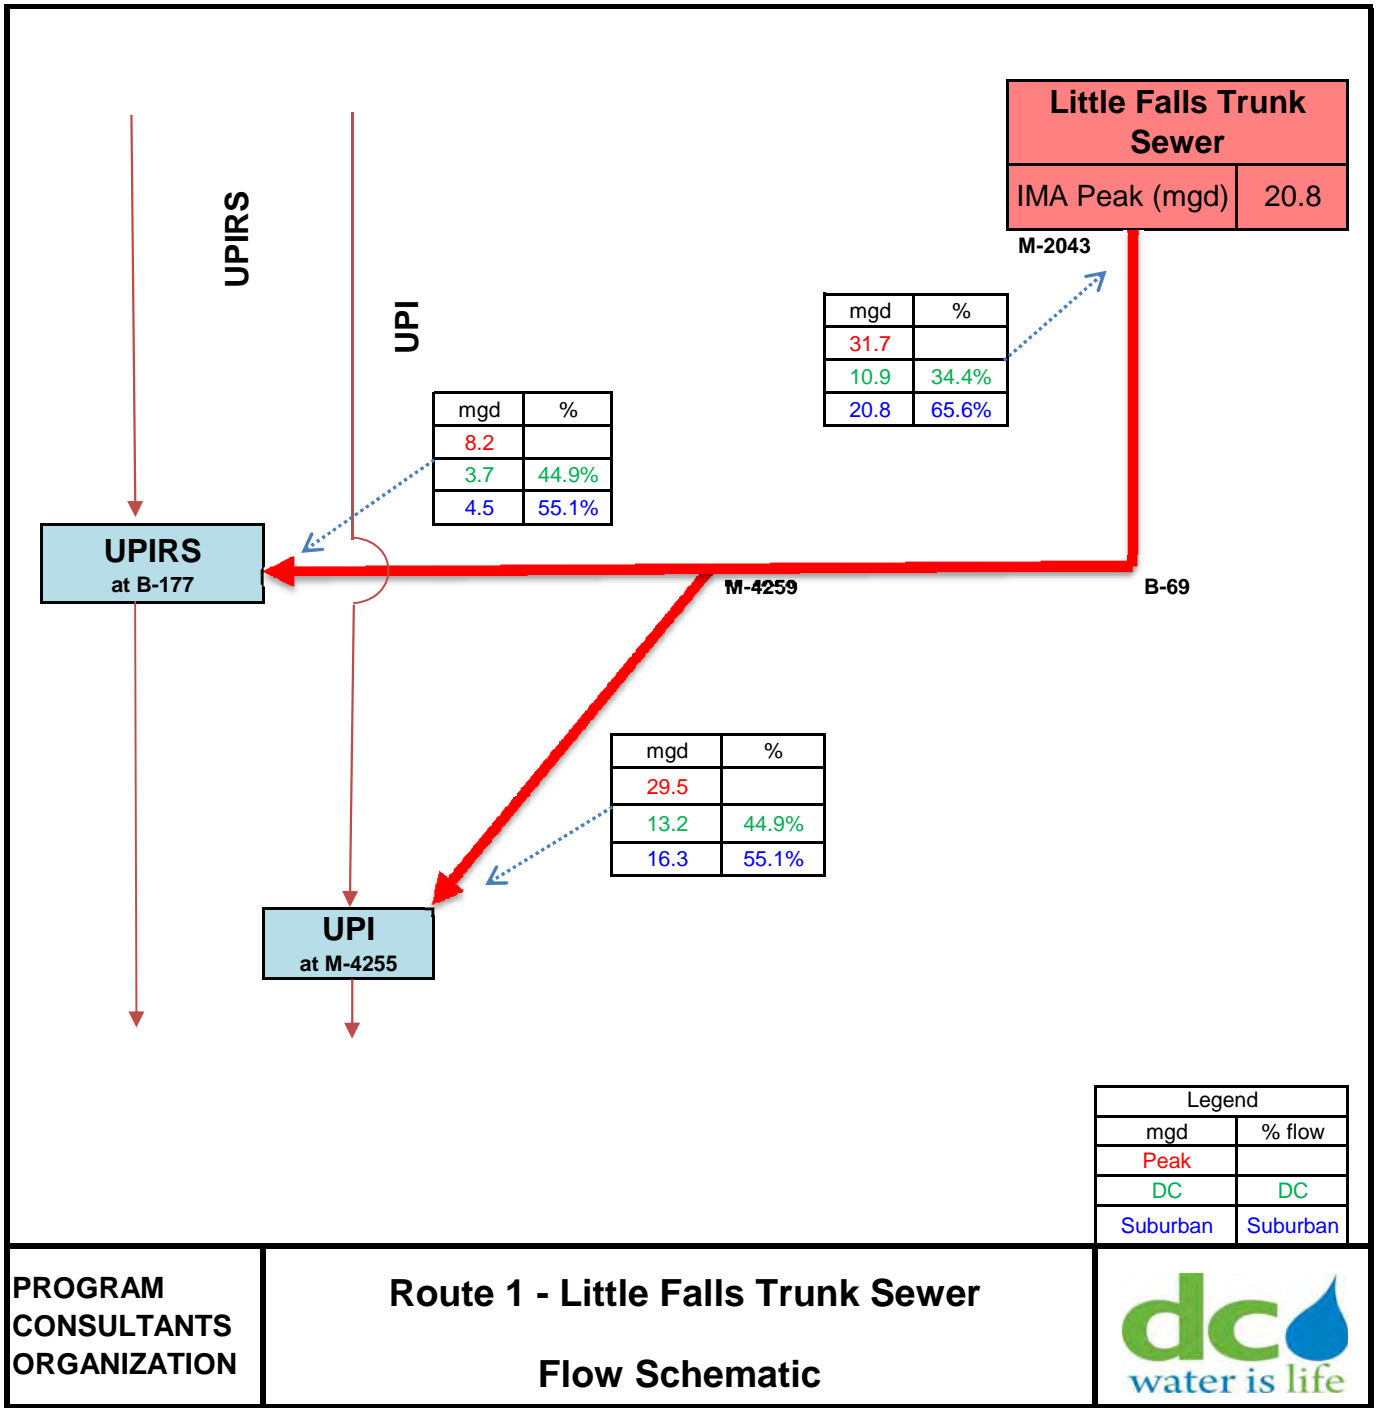 Little Falls Trunk
Sewer
IMA Peak (mgd) 20.8
M-2043
UPIRS
UPI
mgd %
31.7
10.9 34.4%
20.8 65.6%
mgd %
8.2
3.7 44.9%
4.5 55.1%
UPIRS
at B-177
M-4259
B-69
mgd %
29.5
13.2 44.9%
16.3 55.1%
UPI
at M-4255
Legend
mgd % flow
Peak
DC DC
Suburban Suburban
PROGRAM
CONSULTANTS
ORGANIZATION
Route 1 - Little Falls Trunk Sewer
Flow Schematic
dc
water is life